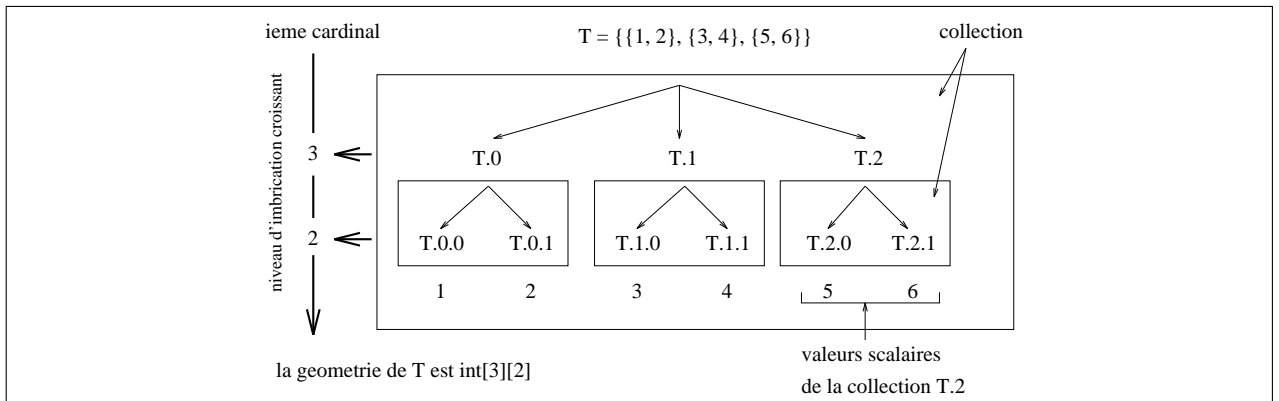 ieme cardinal
T = {{1, 2}, {3, 4}, {5, 6}}
collection
niveau d'imbrication croissant
3
T.0
T.1
T.2
2
T.0.0
T.0.1
T.1.0
T.1.1
T.2.0
T.2.1
1
2
3
4
5
6
la geometrie de T est int[3][2]
valeurs scalaires
de la collection T.2